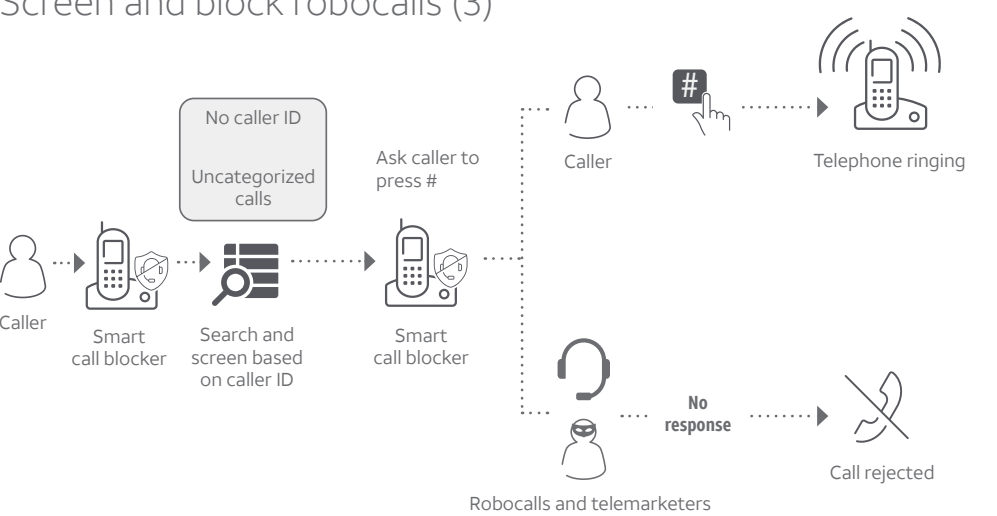 Screen and block robocalls (3)
No caller ID
Uncategorized
calls
Ask caller to
press #
#
Caller
Telephone ringing
Caller
Smart
call blocker
Search and
screen based
on caller ID
Smart
call blocker
No
response
Call rejected
Robocalls and telemarketers